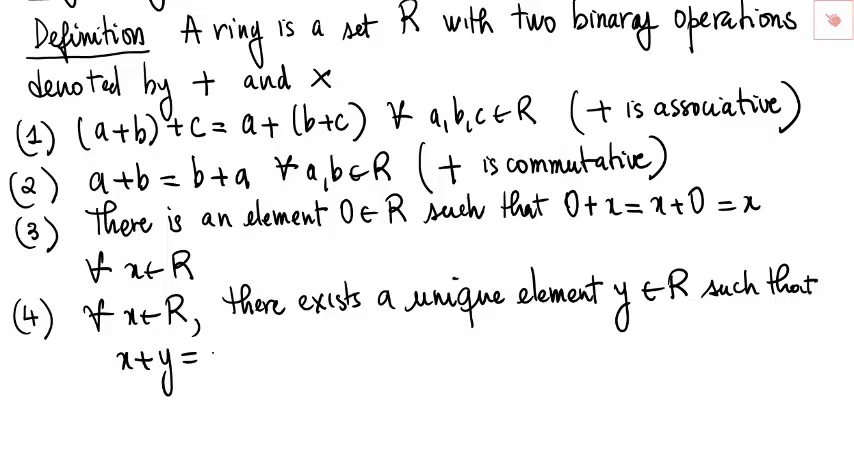 Definition A ring is a set R with two binary operations
denoted by + and ×
(1) (a+b)+c = a+(b+c) ∀ a,b,c ∈ R (+ is associative)
(2) a+b = b+a ∀ a,b ∈ R (+ is commutative)
(3) There is an element 0 ∈ R such that 0+x = x+0 = x
∀ x ∈ R
(4) ∀ x ∈ R, there exists a unique element y ∈ R such that
x+y =